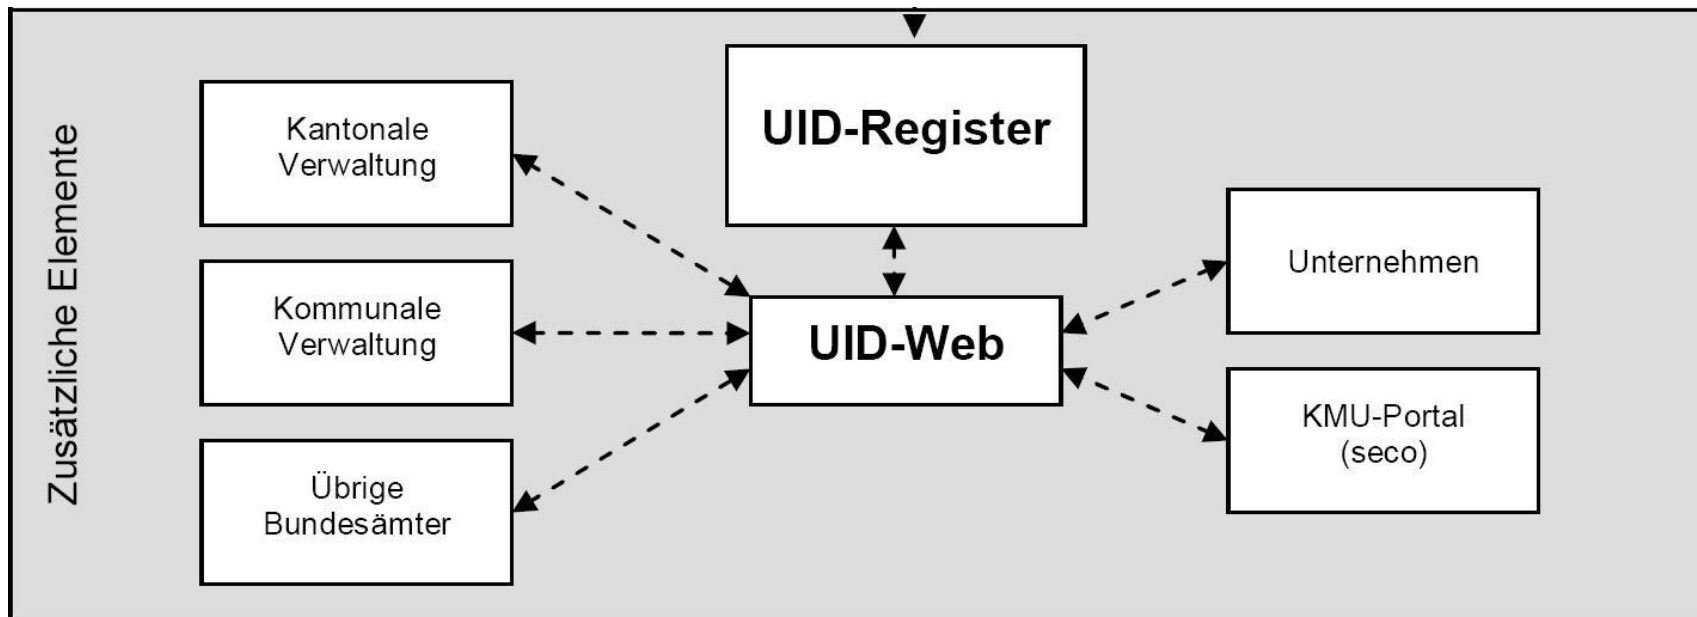 Zusätzliche Elemente
Kantonale
Verwaltung
Kommunale
Verwaltung
Übrige
Bundesämter
UID-Register
UID-Web
Unternehmen
KMU-Portal
(seco)